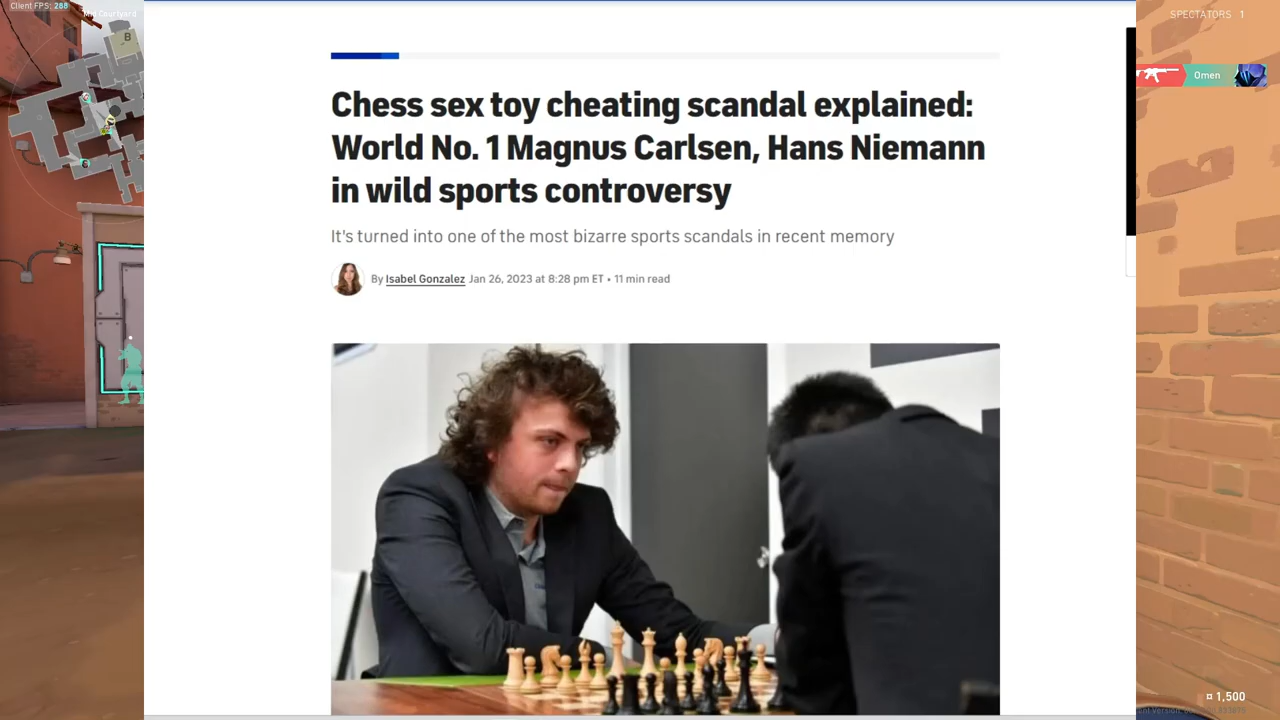 Client FPS: 288
Mid Courtyard
B
SPECTATORS 1
Omen
Chess sex toy cheating scandal explained:
World No. 1 Magnus Carlsen, Hans Niemann
in wild sports controversy
It's turned into one of the most bizarre sports scandals in recent memory
By Isabel Gonzalez Jan 26, 2023 at 8:28 pm ET • 11 min read
¤ 1,500